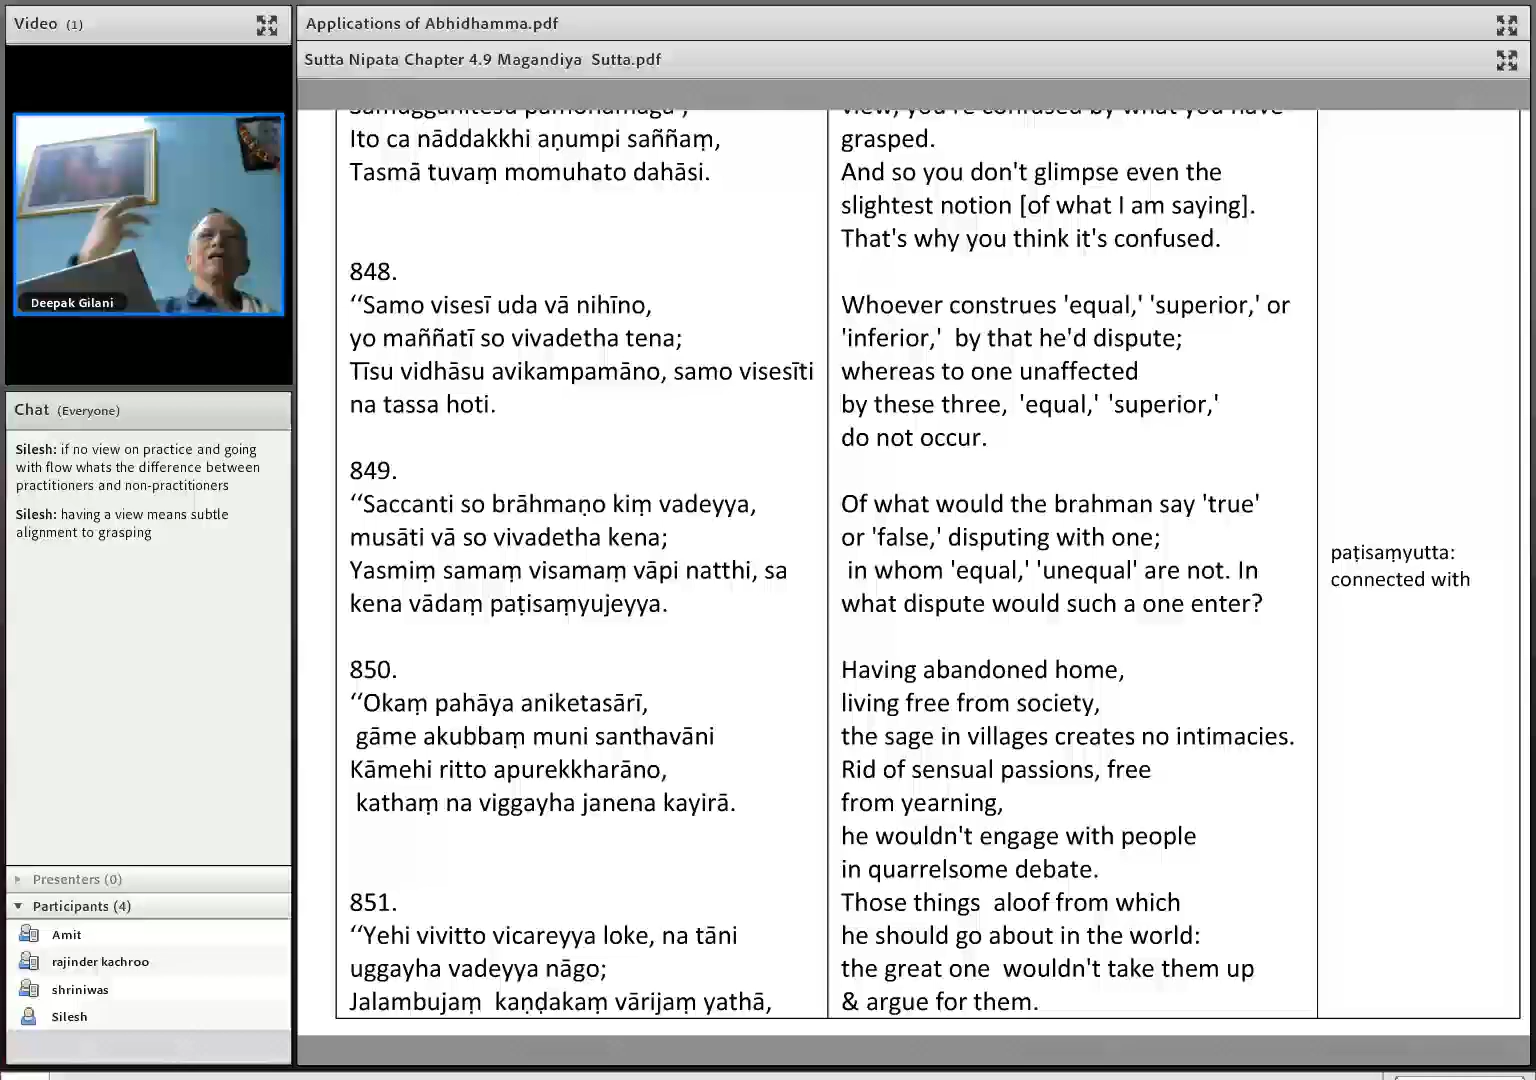 Video (1)
Deepak Gilani
Chat (Everyone)
Silesh: if no view on practice and going
with flow whats the difference between
practitioners and non-practitioners
Silesh: having a view means subtle
alignment to grasping
Presenters (0)
Participants (4)
Amit
rajinder kachroo
shriniwas
Silesh
Applications of Abhidhamma.pdf
Sutta Nipata Chapter 4.9 Magandiya Sutta.pdf
Ito ca nāddakkhi aṇumpi saññaṃ,
Tasmā tuvaṃ momuhato dahāsi.
848.
‘‘Samo visesī uda vā nihīno,
yo maññatī so vivadetha tena;
Tīsu vidhāsu avikampamāno, samo visesīti
na tassa hoti.
849.
‘‘Saccanti so brāhmaṇo kiṃ vadeyya,
musāti vā so vivadetha kena;
Yasmiṃ samaṃ visamaṃ vāpi natthi, sa
kena vādaṃ paṭisaṃyujeyya.
850.
‘‘Okaṃ pahāya aniketasārī,
gāme akubbaṃ muni santhavāni
Kāmehi ritto apurekkharāno,
kathaṃ na viggayha janena kayirā.
851.
‘‘Yehi vivitto vicareyya loke, na tāni
uggayha vadeyya nāgo;
Jalambujaṃ kaṇḍakaṃ vārijaṃ yathā,
view, you're confused by what you have
grasped.
And so you don't glimpse even the
slightest notion [of what I am saying].
That's why you think it's confused.
Whoever construes 'equal,' 'superior,' or
'inferior,' by that he'd dispute;
whereas to one unaffected
by these three, 'equal,' 'superior,'
do not occur.
Of what would the brahman say 'true'
or 'false,' disputing with one;
in whom 'equal,' 'unequal' are not. In
what dispute would such a one enter?
Having abandoned home,
living free from society,
the sage in villages creates no intimacies.
Rid of sensual passions, free
from yearning,
he wouldn't engage with people
in quarrelsome debate.
Those things aloof from which
he should go about in the world:
the great one wouldn't take them up
& argue for them.
paṭisaṃyutta:
connected with